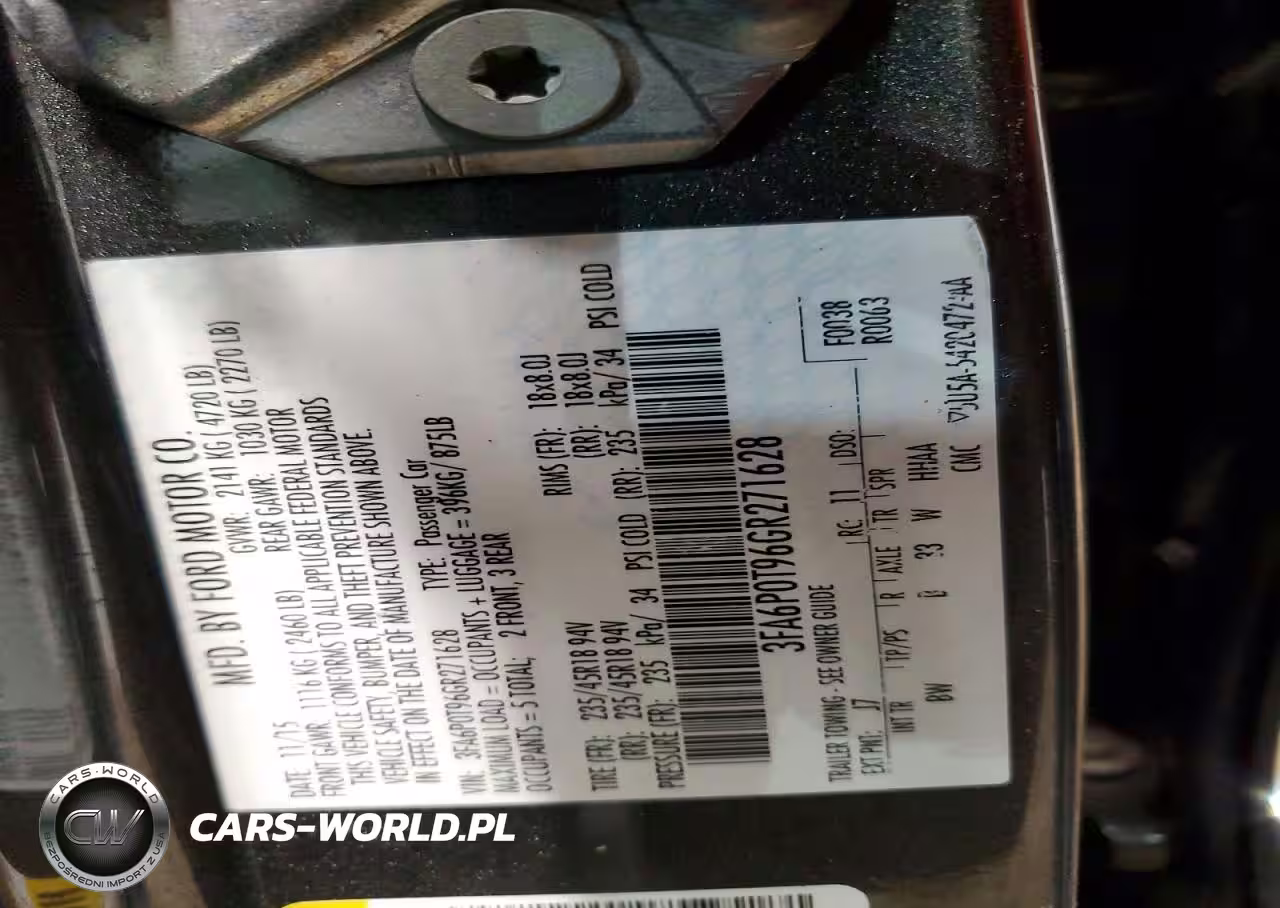 MFD. BY FORD MOTOR CO.
DATE 11/15 GVWR: 2141 KG ( 4720 LB)
FRONT GAWR: 1116 KG ( 2460 LB) REAR GAWR: 1030 KG ( 2270 LB)
THIS VEHICLE CONFORMS TO ALL APPLICABLE FEDERAL MOTOR
VEHICLE SAFETY, BUMPER, AND THEFT PREVENTION STANDARDS
IN EFFECT ON THE DATE OF MANUFACTURE SHOWN ABOVE.
VIN: 3FA6P0T96GR271628 TYPE: Passenger Car
MAXIMUM LOAD = OCCUPANTS + LUGGAGE = 396KG/ 875LB
OCCUPANTS = 5 TOTAL; 2 FRONT, 3 REAR
RIMS (FR): 18x8.0J
TIRE (FR): 235/45R18 94V (RR): 18x8.0J
(RR): 235/45R18 94V
PRESSURE (FR): 235 kPa/ 34 PSI COLD (RR): 235 kPa/ 34 PSI COLD
3FA6P0T96GR271628
TRAILER TOWING - SEE OWNER GUIDE
F0038
R0063
EXT PNT: J7 RC: 11 DSO:
INT TR TP/PS R AXLE TR SPR
BW 33 W HHAA
CMC
CW
CARS-WORLD
BEZPOŚREDNI IMPORT Z USA
CARS-WORLD.PL